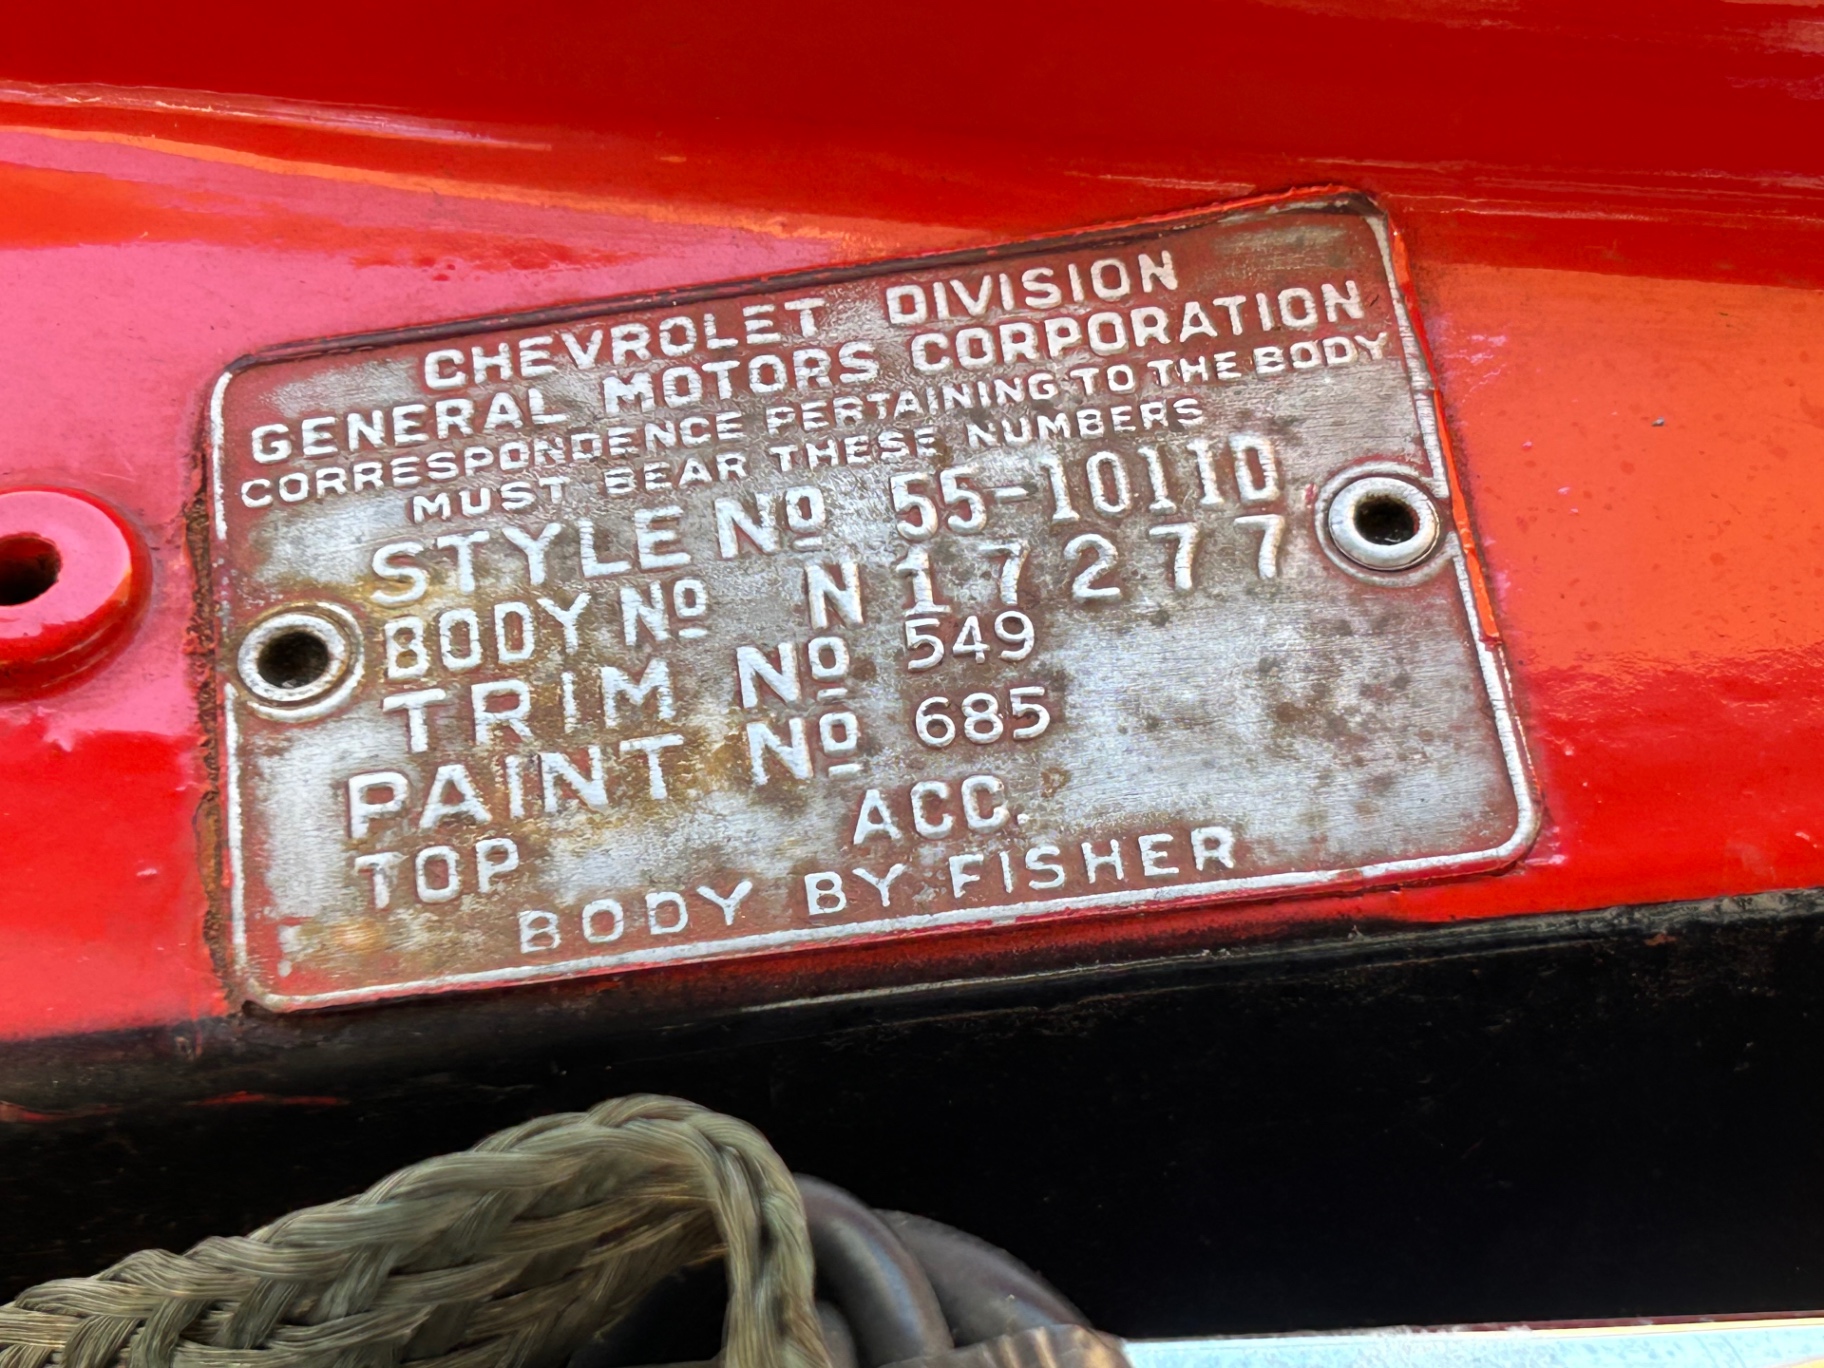 CHEVROLET DIVISION
GENERAL MOTORS CORPORATION
CORRESPONDENCE PERTAINING TO THE BODY
MUST BEAR THESE NUMBERS
STYLE No 55-1011D
BODY No N 17277
TRIM No 549
PAINT No 685
TOP ACC.
BODY BY FISHER